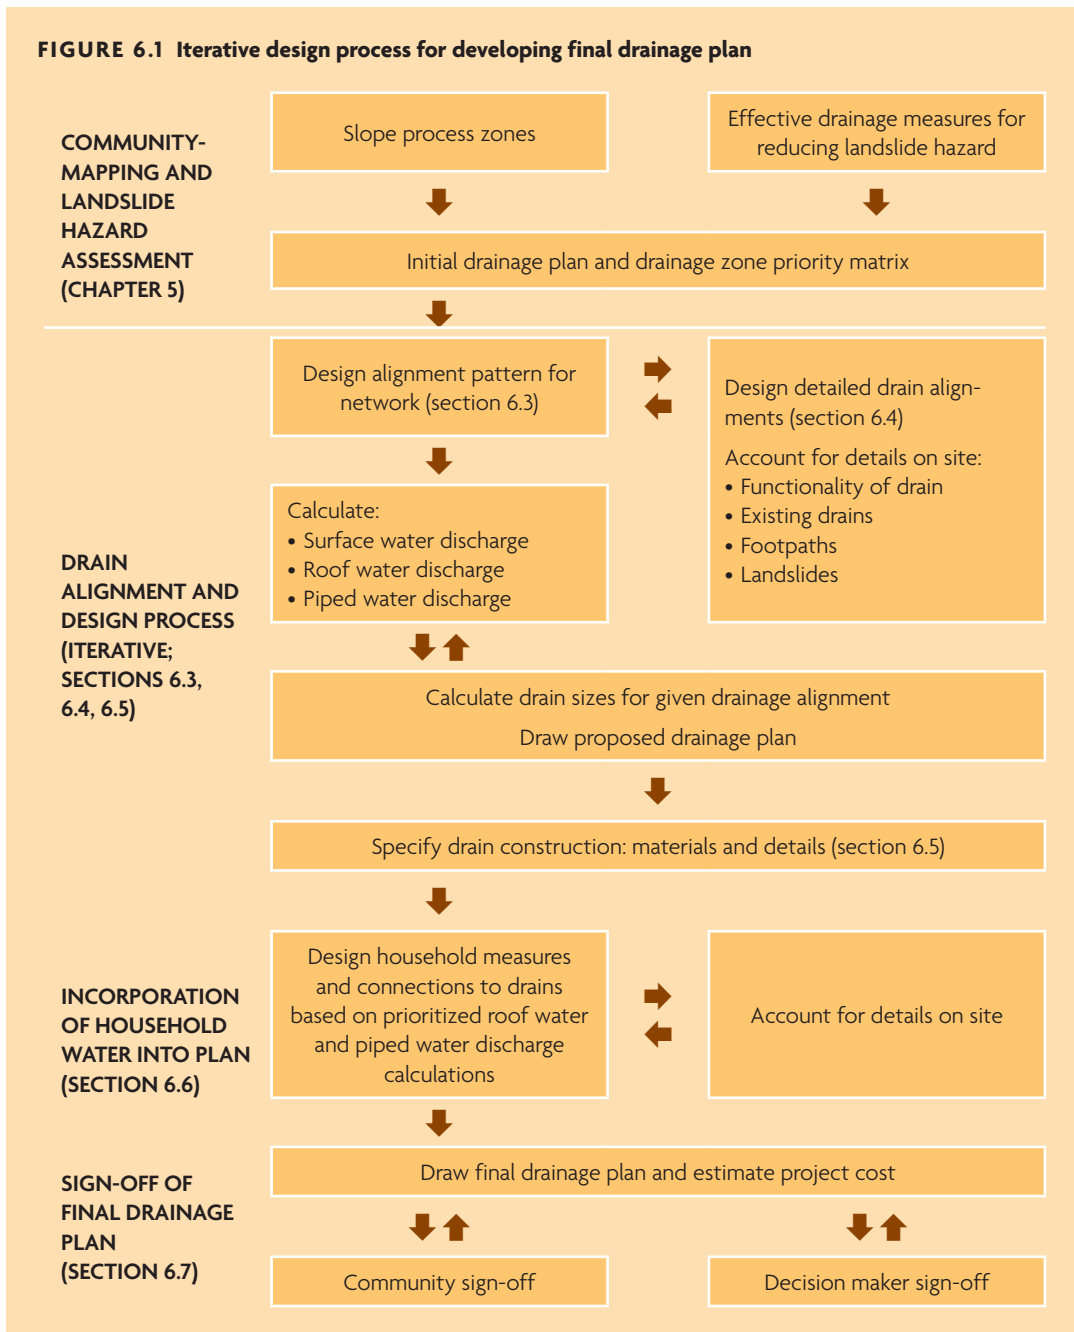 FIGURE 6.1 Iterative design process for developing final drainage plan
COMMUNITY-
MAPPING AND
LANDSLIDE
HAZARD
ASSESSMENT
(CHAPTER 5)
Slope process zones
Effective drainage measures for
reducing landslide hazard
Initial drainage plan and drainage zone priority matrix
DRAIN
ALIGNMENT AND
DESIGN PROCESS
(ITERATIVE;
SECTIONS 6.3,
6.4, 6.5)
Design alignment pattern for
network (section 6.3)
Design detailed drain align-
ments (section 6.4)
Account for details on site:
• Functionality of drain
• Existing drains
• Footpaths
• Landslides
Calculate:
• Surface water discharge
• Roof water discharge
• Piped water discharge
Calculate drain sizes for given drainage alignment
Draw proposed drainage plan
Specify drain construction: materials and details (section 6.5)
INCORPORATION
OF HOUSEHOLD
WATER INTO PLAN
(SECTION 6.6)
Design household measures
and connections to drains
based on prioritized roof water
and piped water discharge
calculations
Account for details on site
SIGN-OFF OF
FINAL DRAINAGE
PLAN
(SECTION 6.7)
Draw final drainage plan and estimate project cost
Community sign-off
Decision maker sign-off